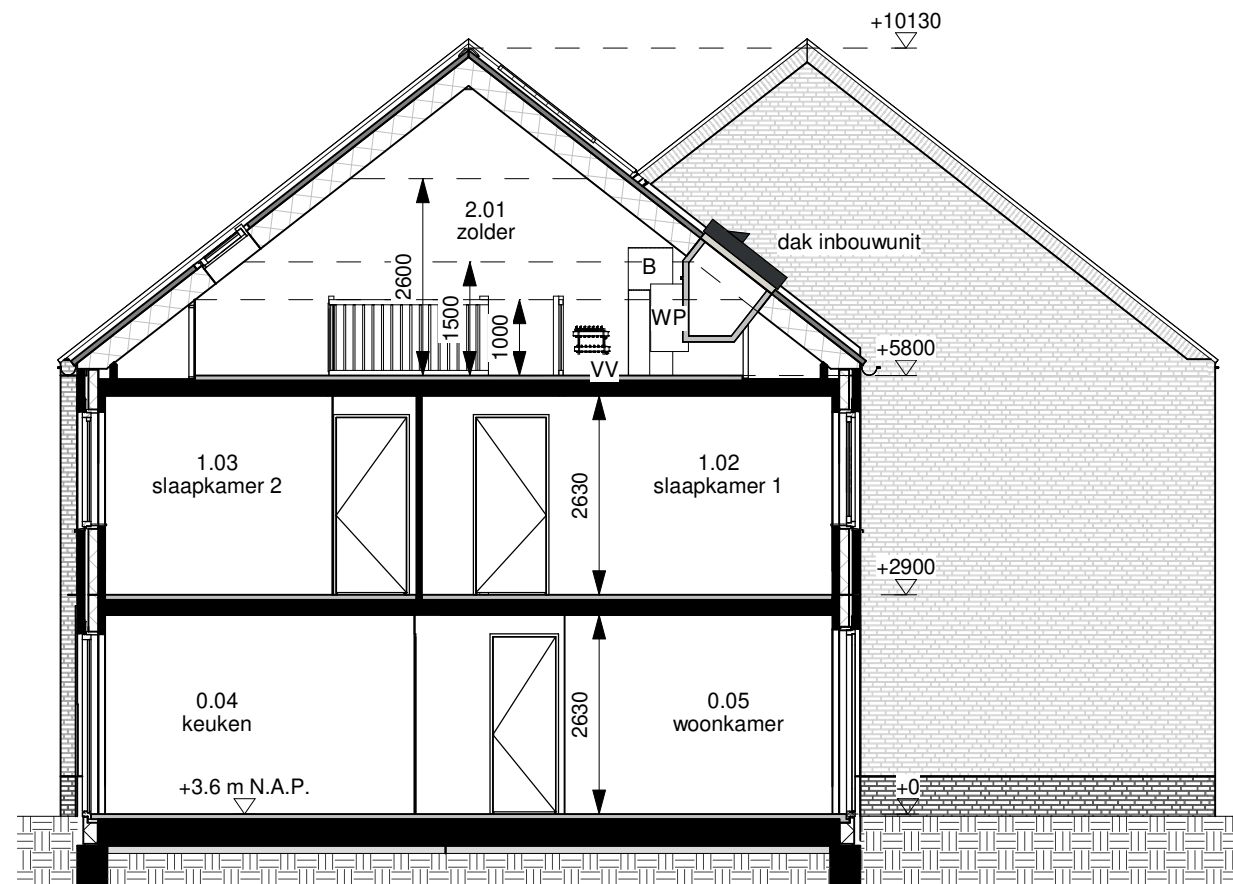 +10130
2.01
zolder
dak inbouwunit
B
2600
WP
1500
1000
+5800
VV
1.03
slaapkamer 2
1.02
slaapkamer 1
2630
+2900
0.04
keuken
0.05
woonkamer
2630
+3.6 m N.A.P.
+0